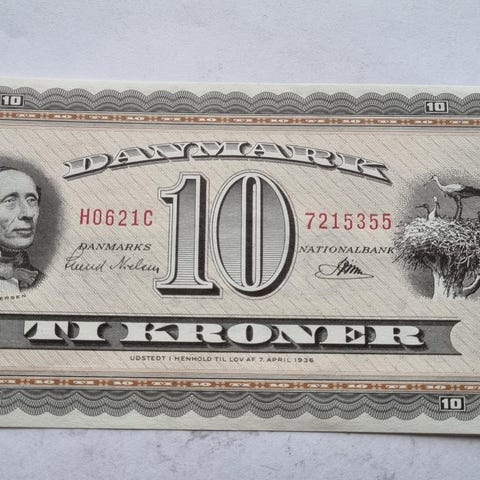 10 10
DANMARK
10
H0621C 7215355
DANMARKS NATIONALBANK
ERSEN
TI KRONER
UDSTEDT I HENHOLD TIL LOV AF 7. APRIL 1936
10